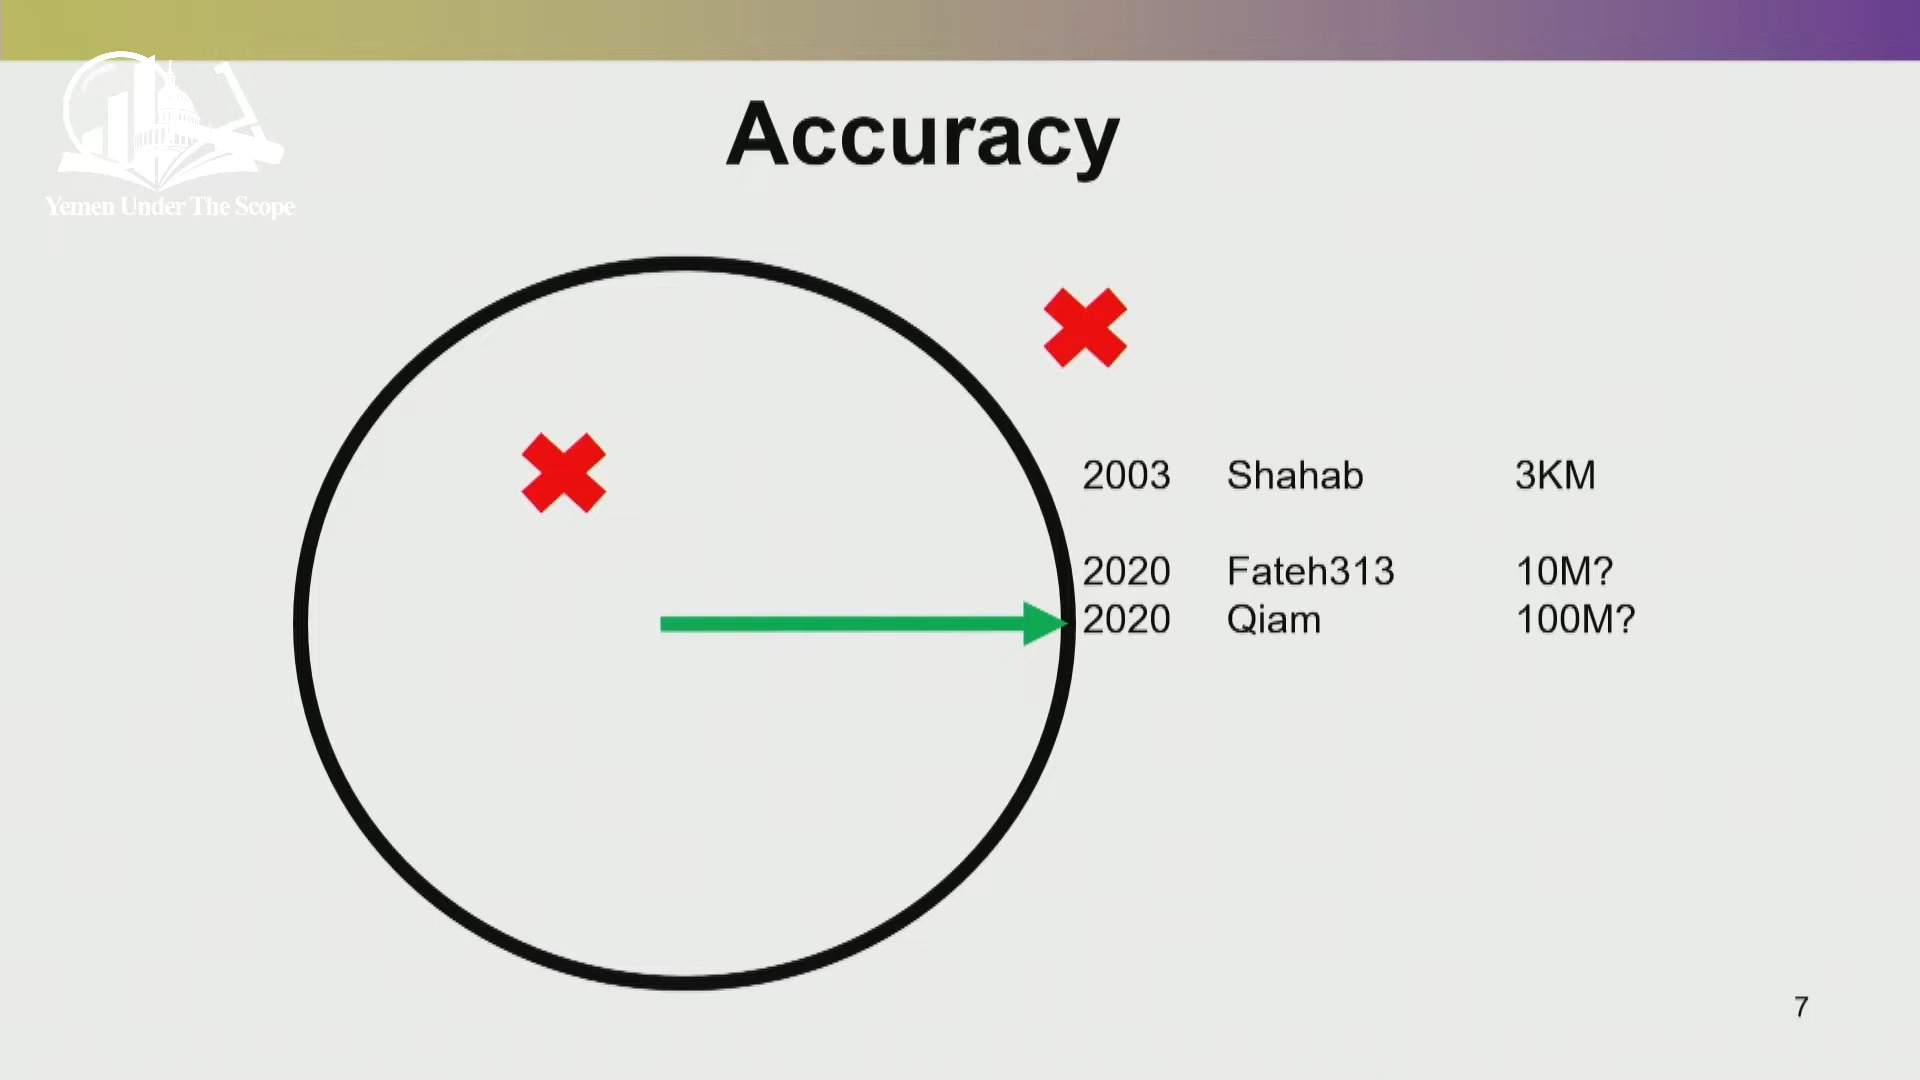 Yemen Under The Scope
Accuracy
2003 Shahab 3KM
2020 Fateh313 10M?
2020 Qiam 100M?
7